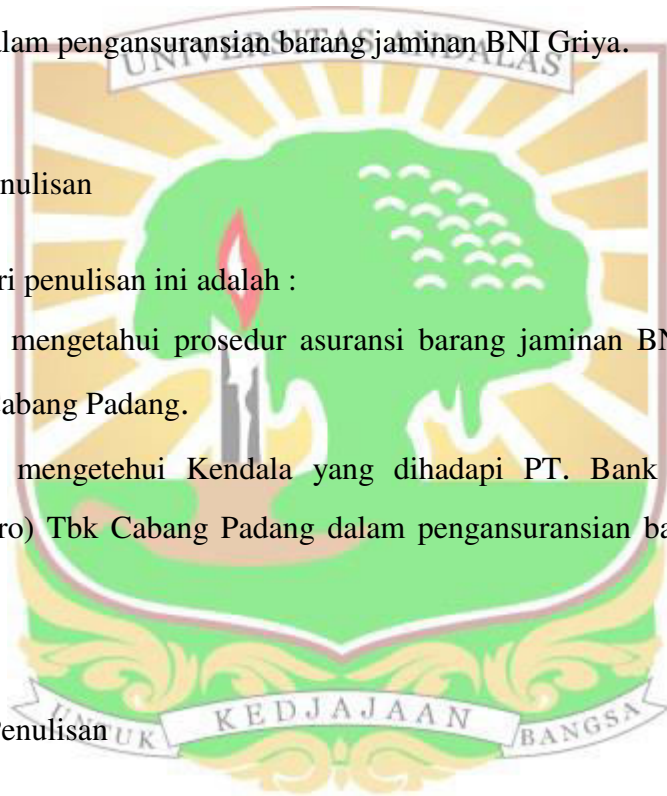 alam pengansuransian barang jaminan BNI Griya.
UNIVERSITAS ANDALAS
nulisan
ri penulisan ini adalah :
mengetahui prosedur asuransi barang jaminan BN
abang Padang.
mengetehui Kendala yang dihadapi PT. Bank
ro) Tbk Cabang Padang dalam pengansuransian ba
Penulisan
UNTUK KEDJAJAAN BANGSA